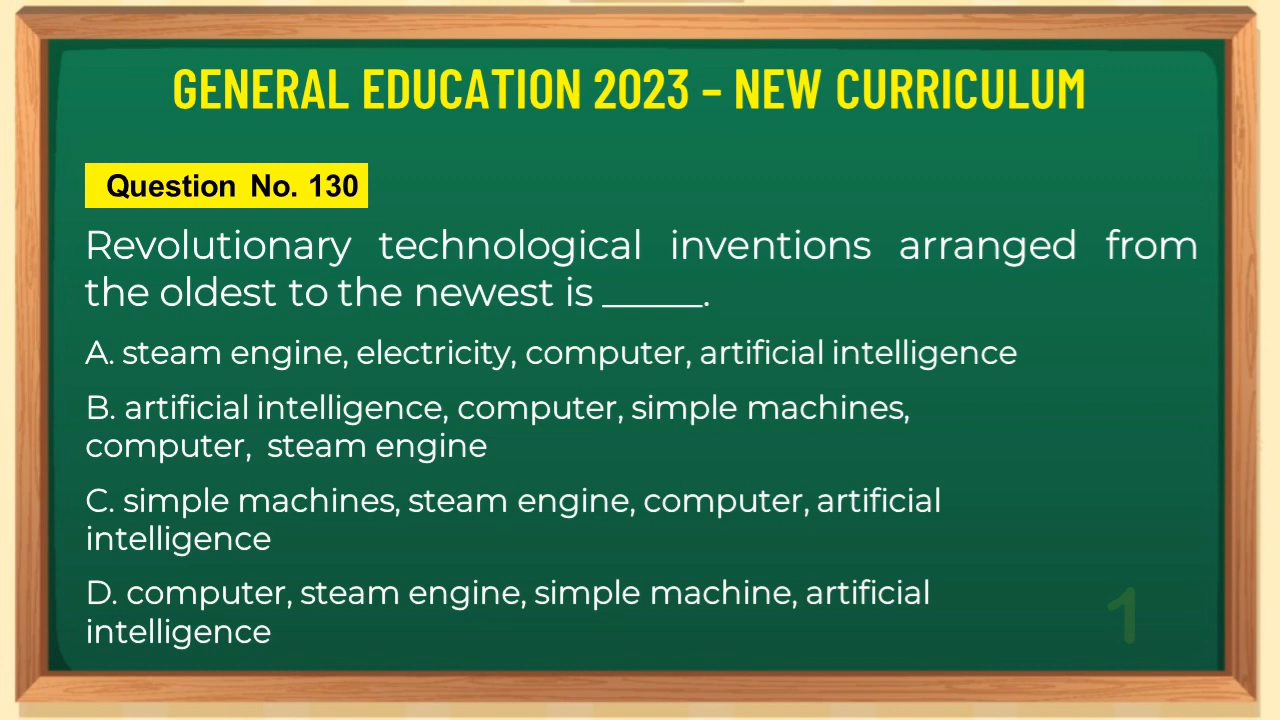 GENERAL EDUCATION 2023 – NEW CURRICULUM
Question No. 130
Revolutionary technological inventions arranged from
the oldest to the newest is _____.
A. steam engine, electricity, computer, artificial intelligence
B. artificial intelligence, computer, simple machines,
computer, steam engine
C. simple machines, steam engine, computer, artificial
intelligence
D. computer, steam engine, simple machine, artificial
intelligence
1